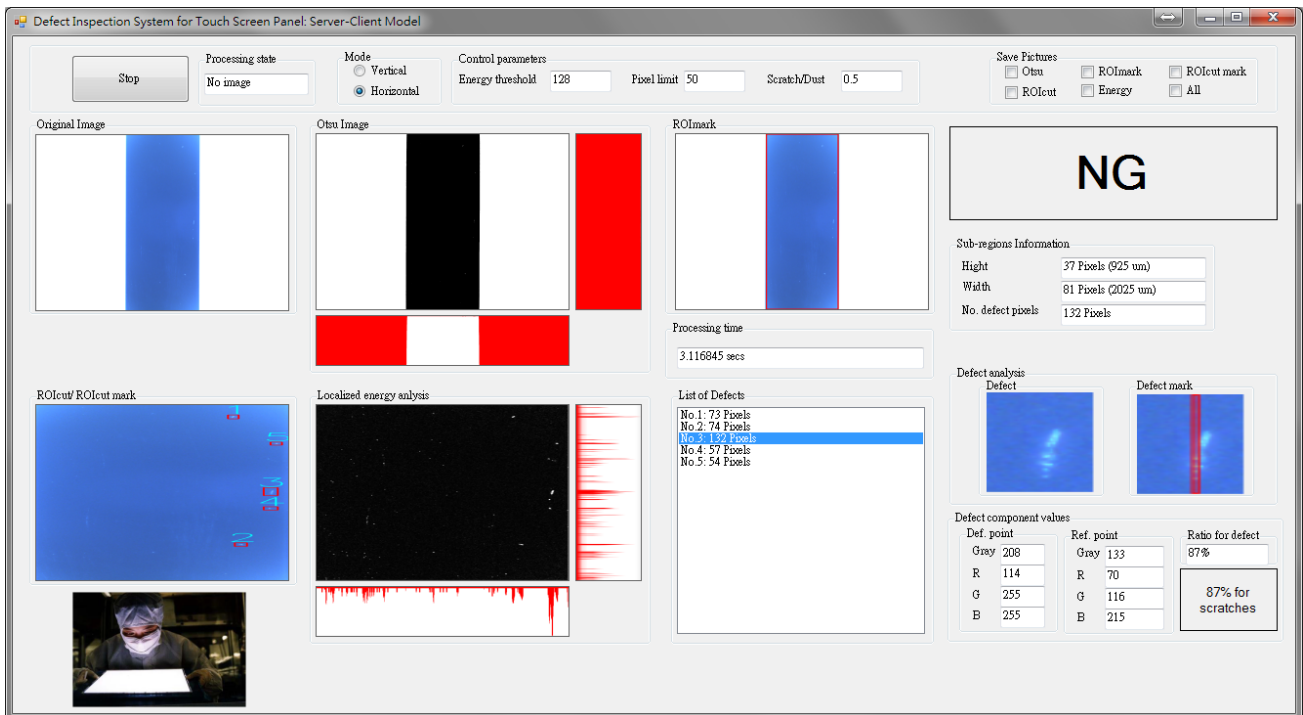 Defect Inspection System for Touch Screen Panel: Server-Client Model
Stop
Processing state
No image
Mode
Vertical
Horizontal
Control parameters
Energy threshold 128 Pixel limit 50 Scratch/Dust 0.5
Save Pictures
Otsu ROImark ROIcut mark
ROIcut Energy All
Original Image
Otsu Image
ROImark
NG
Sub-regions Information
Hight 37 Pixels (925 um)
Width 81 Pixels (2025 um)
No. defect pixels 132 Pixels
Processing time
3.116845 secs
ROIcut/ ROIcut mark
1
5
3
4
2
Localized energy anlysis
List of Defects
No.1: 73 Pixels
No.2: 74 Pixels
No.3: 132 Pixels
No.4: 57 Pixels
No.5: 54 Pixels
Defect analysis
Defect
Defect mark
Defect component values
Def. point
Gray 208
R 114
G 255
B 255
Ref. point
Gray 133
R 70
G 116
B 215
Ratio for defect
87%
87% for
scratches